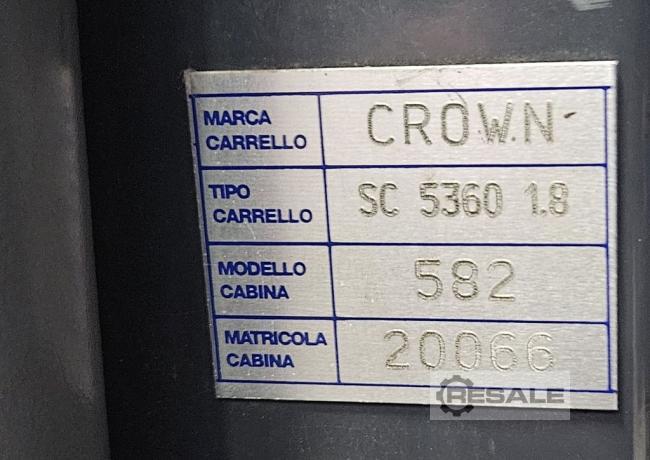 MARCA CARRELLO CROWN
TIPO CARRELLO SC 5360 1.8
MODELLO CABINA 582
MATRICOLA CABINA 20066
RESALE